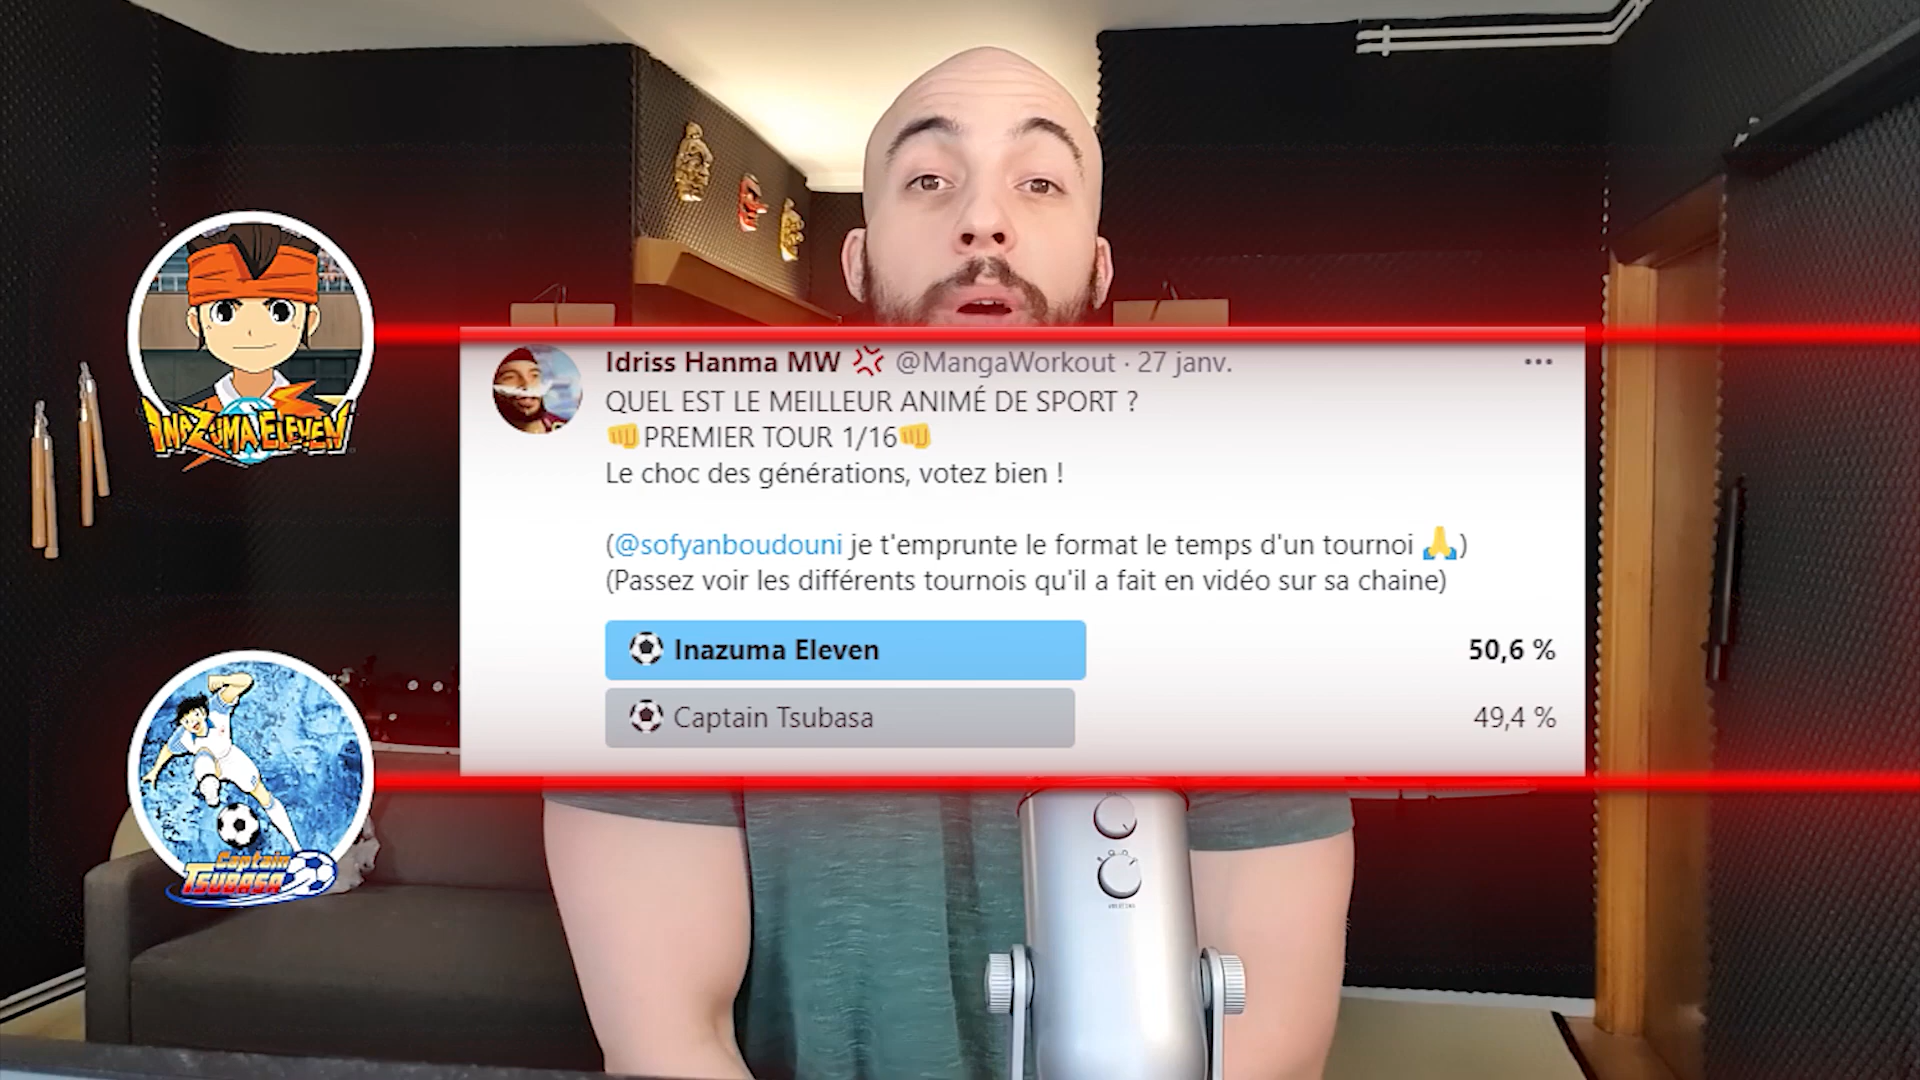 Idriss Hanma MW 💢 @MangaWorkout · 27 janv.
QUEL EST LE MEILLEUR ANIMÉ DE SPORT ?
👊PREMIER TOUR 1/16👊
Le choc des générations, votez bien !
(@sofyanboudouni je t'emprunte le format le temps d'un tournoi 🙏)
(Passez voir les différents tournois qu'il a fait en vidéo sur sa chaine)
⚽ Inazuma Eleven 50,6 %
⚽ Captain Tsubasa 49,4 %
INAZUMA ELEVEN
Captain
TSUBASA